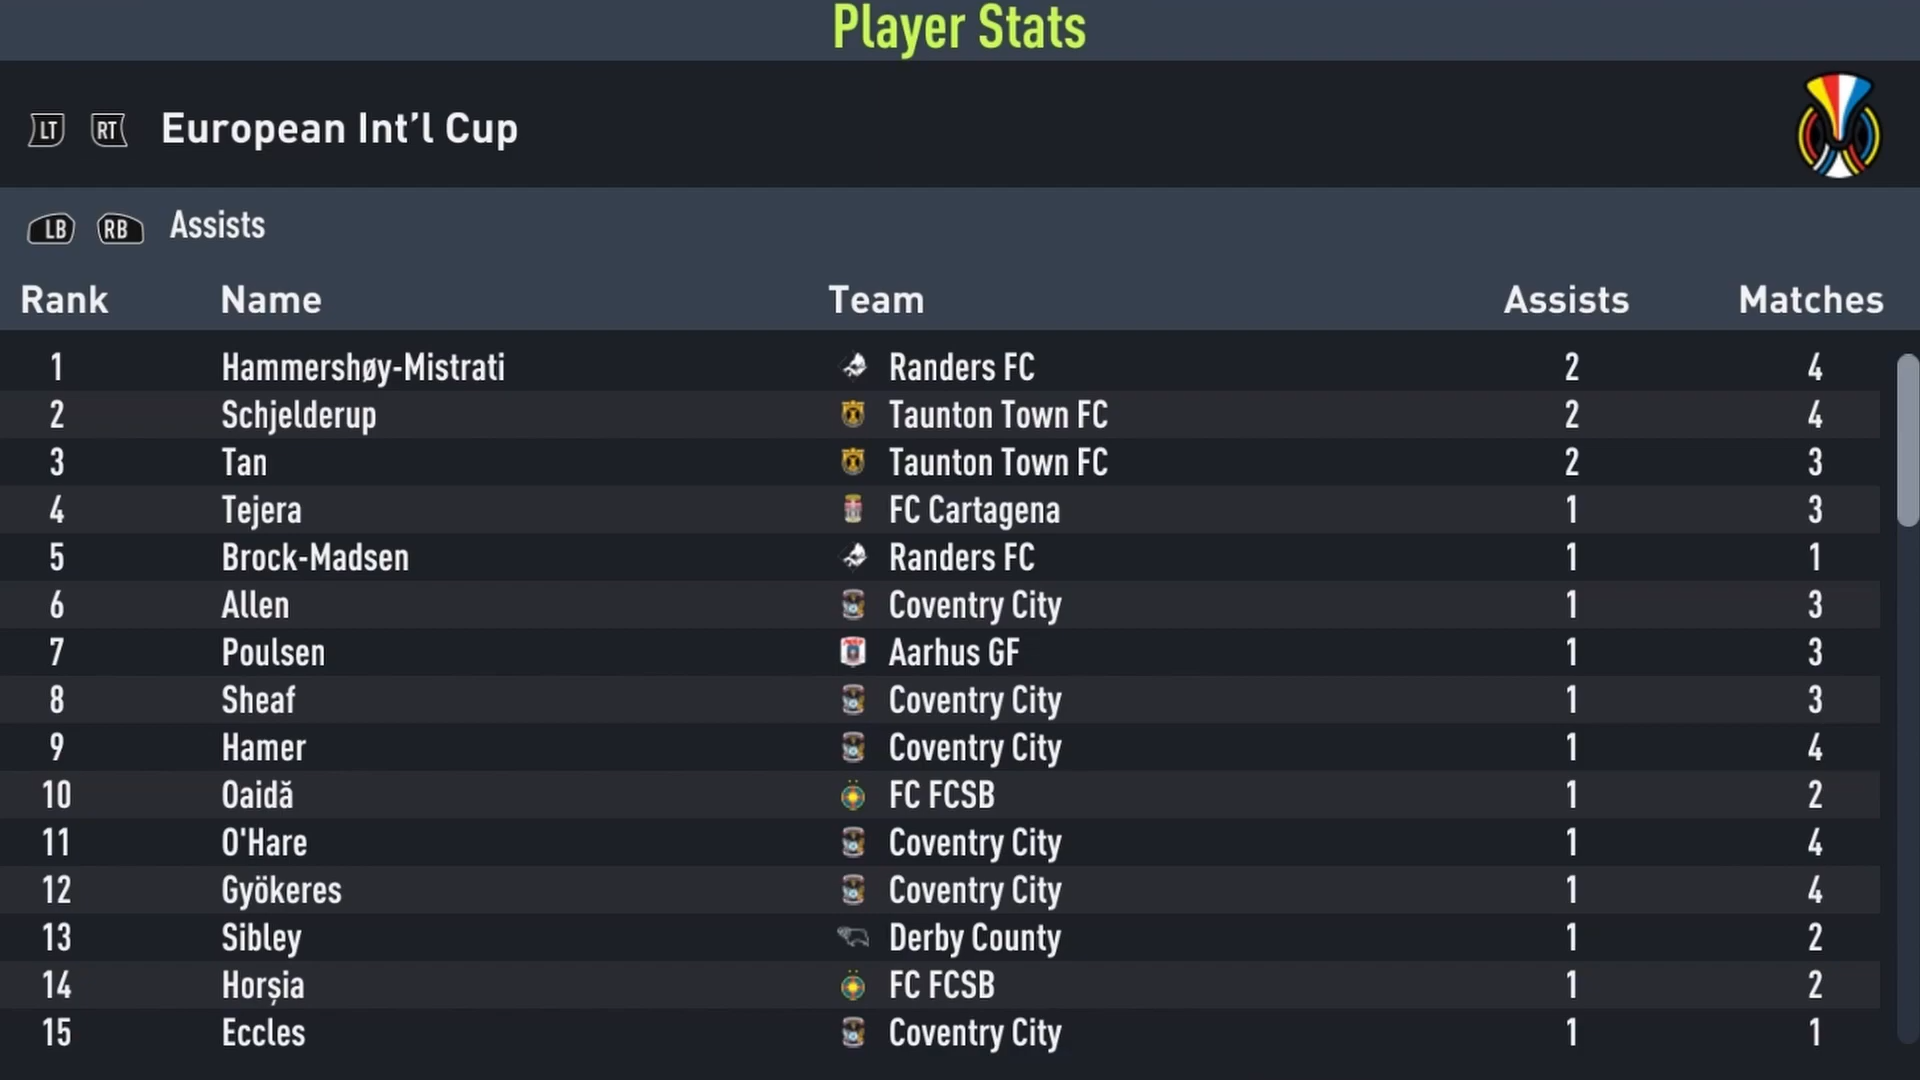 Player Stats
LT RT European Int'l Cup
LB RB Assists
Rank Name Team Assists Matches
1 Hammershøy-Mistrati Randers FC 2 4
2 Schjelderup Taunton Town FC 2 4
3 Tan Taunton Town FC 2 3
4 Tejera FC Cartagena 1 3
5 Brock-Madsen Randers FC 1 1
6 Allen Coventry City 1 3
7 Poulsen Aarhus GF 1 3
8 Sheaf Coventry City 1 3
9 Hamer Coventry City 1 4
10 Oaidă FC FCSB 1 2
11 O'Hare Coventry City 1 4
12 Gyökeres Coventry City 1 4
13 Sibley Derby County 1 2
14 Horșia FC FCSB 1 2
15 Eccles Coventry City 1 1